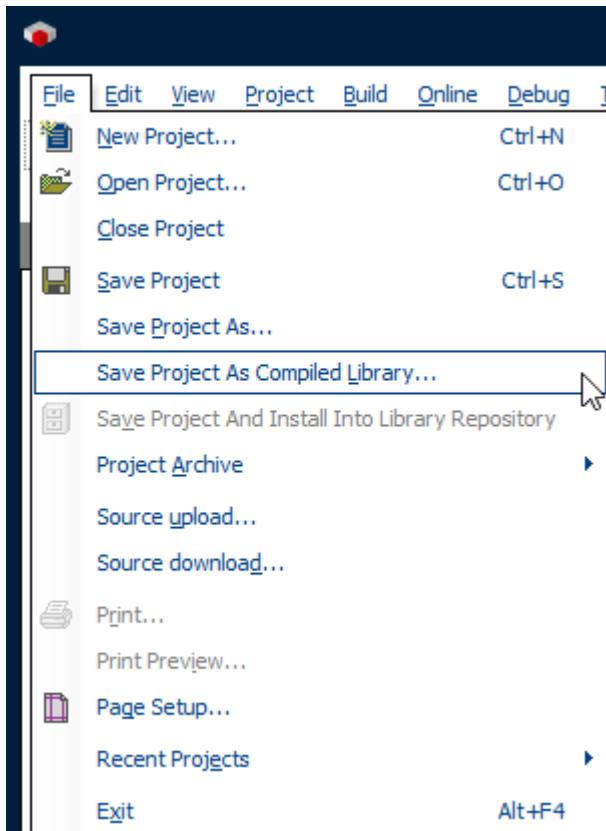 File Edit View Project Build Online Debug
New Project... Ctrl+N
Open Project... Ctrl+O
Close Project
Save Project Ctrl+S
Save Project As...
Save Project As Compiled Library...
Save Project And Install Into Library Repository
Project Archive
Source upload...
Source download...
Print...
Print Preview...
Page Setup...
Recent Projects
Exit Alt+F4